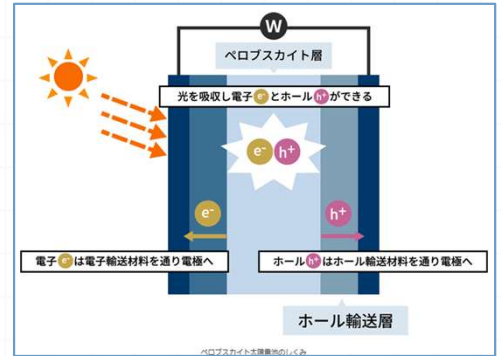 W
ペロブスカイト層
光を吸収し電子e⁻とホールh⁺ができる
e⁻ h⁺
e⁻ h⁺
電子e⁻は電子輸送材料を通り電極へ
ホールh⁺はホール輸送材料を通り電極へ
ホール輸送層
ペロブスカイト太陽電池のしくみ